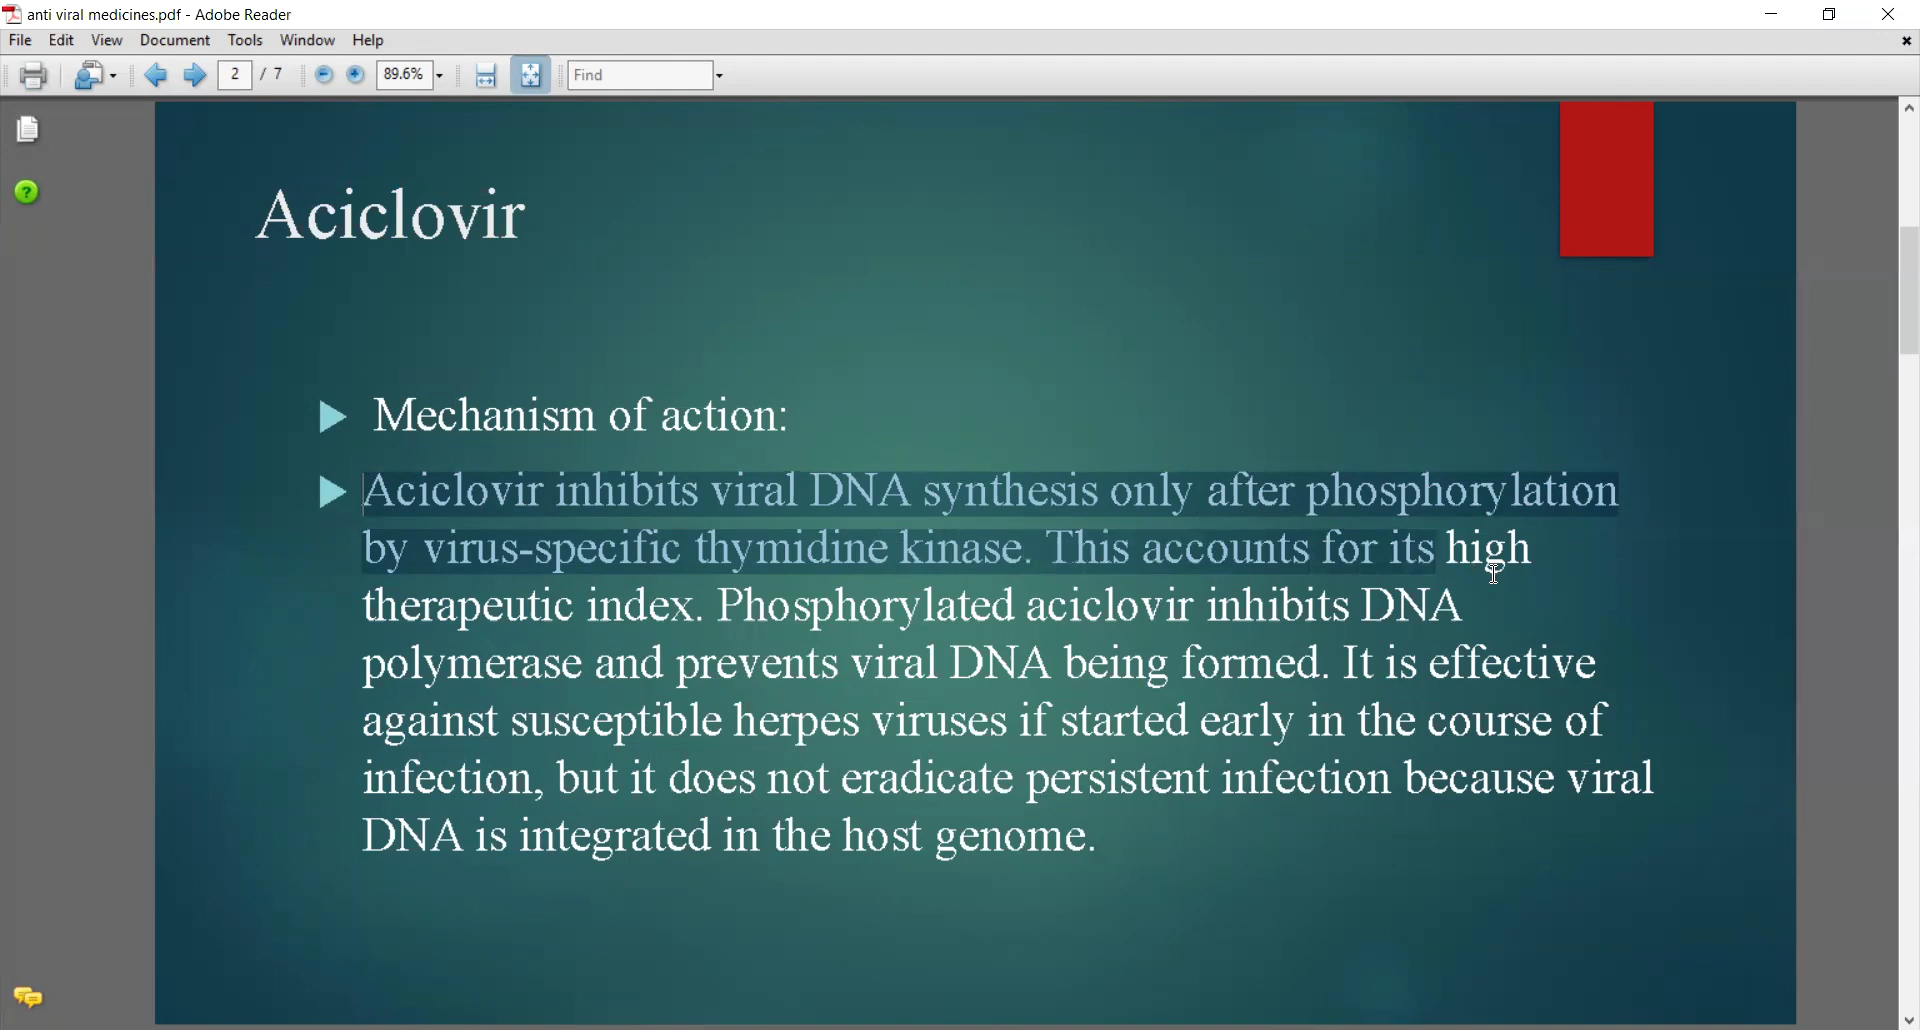 anti viral medicines.pdf - Adobe Reader
File Edit View Document Tools Window Help
2 / 7 89.6% Find
Aciclovir
Mechanism of action:
Aciclovir inhibits viral DNA synthesis only after phosphorylation
by virus-specific thymidine kinase. This accounts for its high
therapeutic index. Phosphorylated aciclovir inhibits DNA
polymerase and prevents viral DNA being formed. It is effective
against susceptible herpes viruses if started early in the course of
infection, but it does not eradicate persistent infection because viral
DNA is integrated in the host genome.